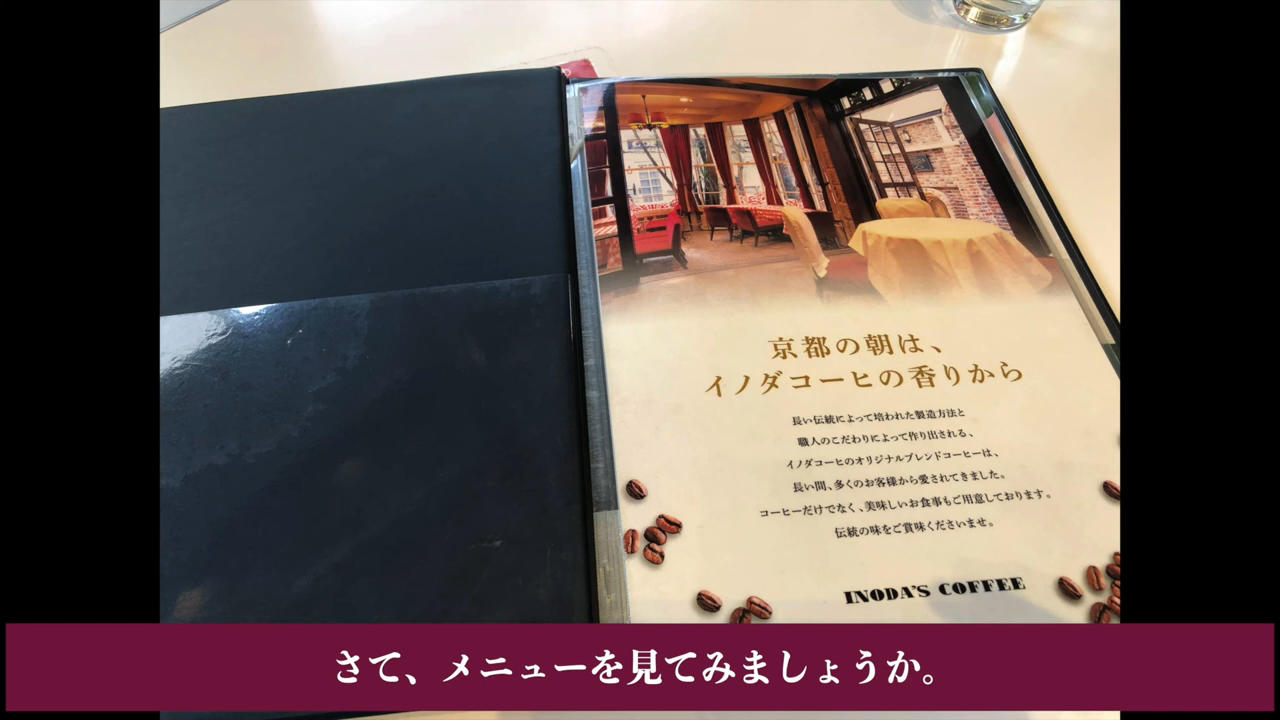 京都の朝は、
イノダコーヒの香りから
長い伝統によって培われた製造方法と
職人のこだわりによって作り出される、
イノダコーヒのオリジナルブレンドコーヒーは、
長い間、多くのお客様から愛されてきました。
コーヒーだけでなく、美味しいお食事もご用意しております。
伝統の味をご賞味くださいませ。
INODA'S COFFEE
さて、メニューを見てみましょうか。